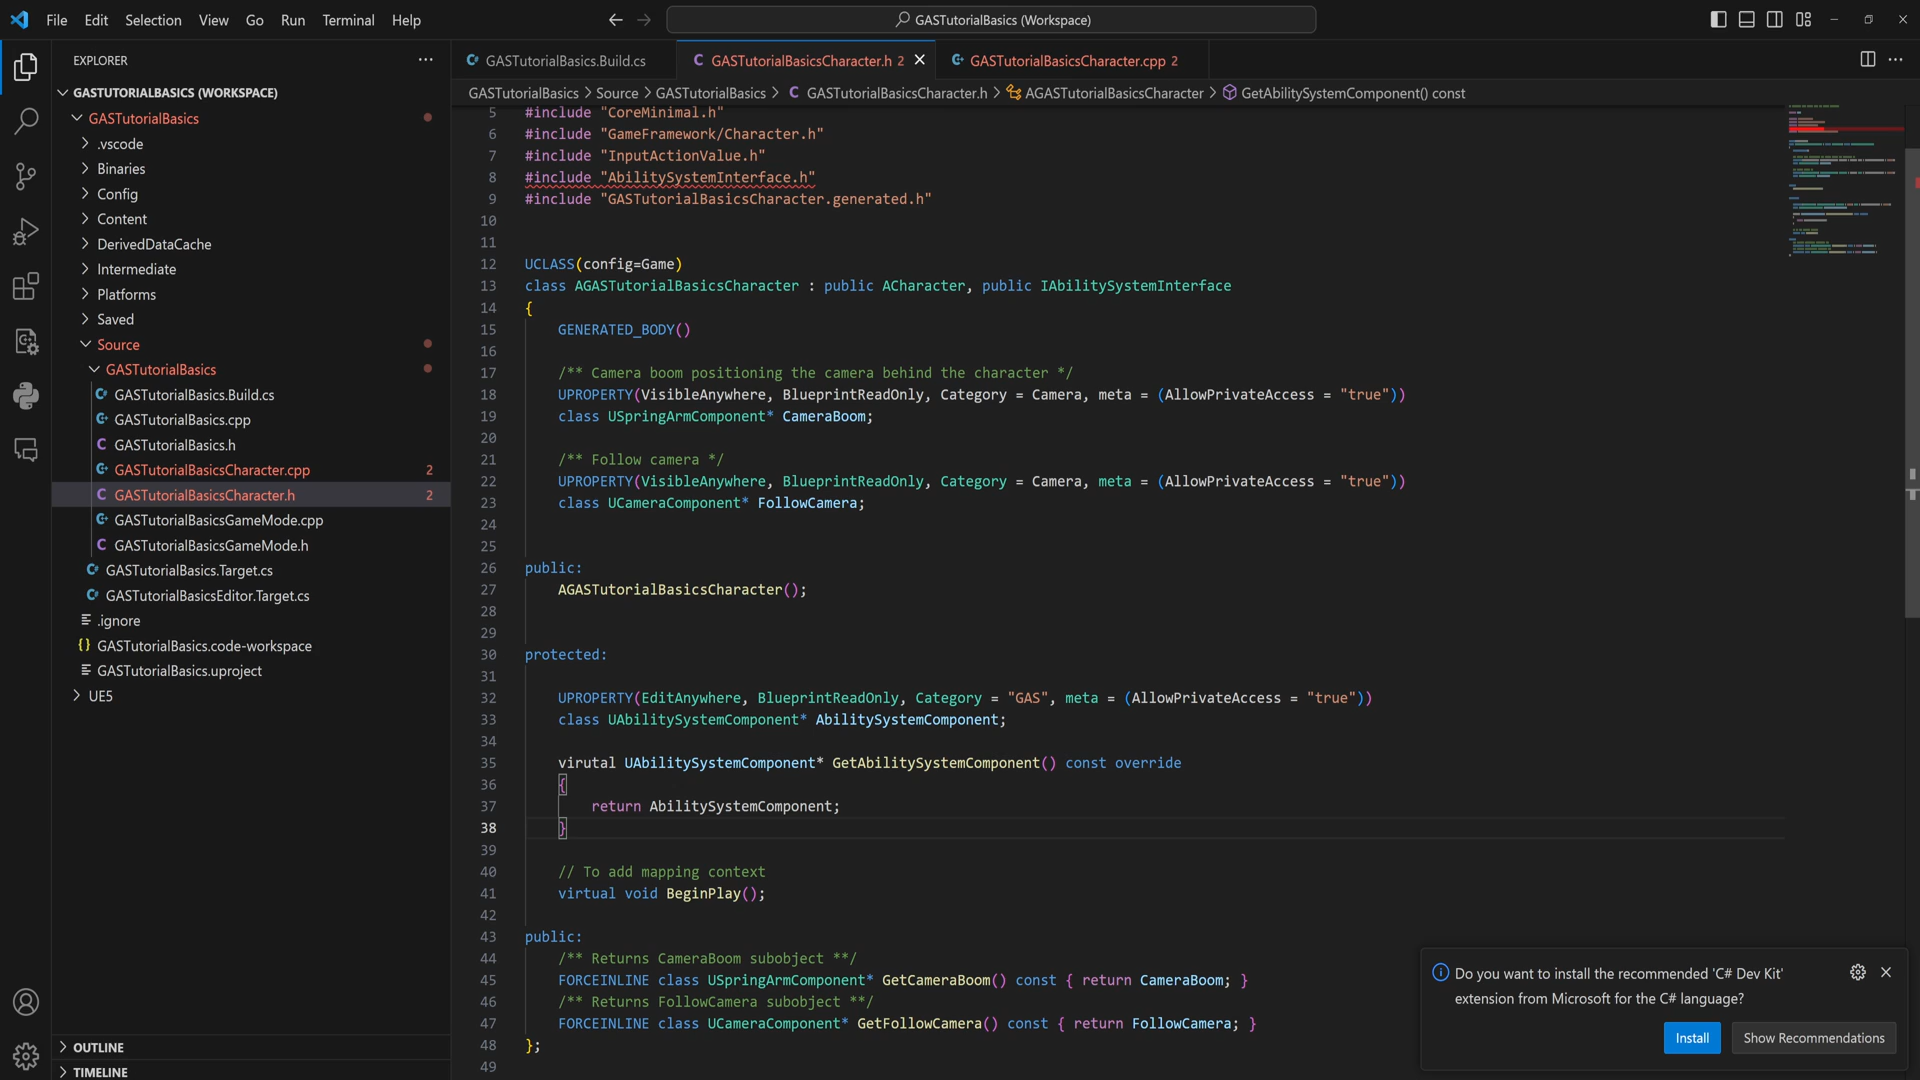 File Edit Selection View Go Run Terminal Help
GASTutorialBasics (Workspace)
EXPLORER
GASTUTORIALBASICS (WORKSPACE)
GASTutorialBasics
.vscode
Binaries
Config
Content
DerivedDataCache
Intermediate
Platforms
Saved
Source
GASTutorialBasics
GASTutorialBasics.Build.cs
GASTutorialBasics.cpp
GASTutorialBasics.h
GASTutorialBasicsCharacter.cpp 2
GASTutorialBasicsCharacter.h 2
GASTutorialBasicsGameMode.cpp
GASTutorialBasicsGameMode.h
GASTutorialBasics.Target.cs
GASTutorialBasicsEditor.Target.cs
.ignore
GASTutorialBasics.code-workspace
GASTutorialBasics.uproject
UE5
OUTLINE
TIMELINE
GASTutorialBasics.Build.cs GASTutorialBasicsCharacter.h 2 GASTutorialBasicsCharacter.cpp 2
GASTutorialBasics > Source > GASTutorialBasics > C GASTutorialBasicsCharacter.h > AGASTutorialBasicsCharacter > GetAbilitySystemComponent() const
5 #include "CoreMinimal.h"
6 #include "GameFramework/Character.h"
7 #include "InputActionValue.h"
8 #include "AbilitySystemInterface.h"
9 #include "GASTutorialBasicsCharacter.generated.h"
10
11
12 UCLASS(config=Game)
13 class AGASTutorialBasicsCharacter : public ACharacter, public IAbilitySystemInterface
14 {
15 GENERATED_BODY()
16
17 /** Camera boom positioning the camera behind the character */
18 UPROPERTY(VisibleAnywhere, BlueprintReadOnly, Category = Camera, meta = (AllowPrivateAccess = "true"))
19 class USpringArmComponent* CameraBoom;
20
21 /** Follow camera */
22 UPROPERTY(VisibleAnywhere, BlueprintReadOnly, Category = Camera, meta = (AllowPrivateAccess = "true"))
23 class UCameraComponent* FollowCamera;
24
25
26 public:
27 AGASTutorialBasicsCharacter();
28
29
30 protected:
31
32 UPROPERTY(EditAnywhere, BlueprintReadOnly, Category = "GAS", meta = (AllowPrivateAccess = "true"))
33 class UAbilitySystemComponent* AbilitySystemComponent;
34
35 virutal UAbilitySystemComponent* GetAbilitySystemComponent() const override
36 {
37 return AbilitySystemComponent;
38 }
39
40 // To add mapping context
41 virtual void BeginPlay();
42
43 public:
44 /** Returns CameraBoom subobject **/
45 FORCEINLINE class USpringArmComponent* GetCameraBoom() const { return CameraBoom; }
46 /** Returns FollowCamera subobject **/
47 FORCEINLINE class UCameraComponent* GetFollowCamera() const { return FollowCamera; }
48 };
49
Do you want to install the recommended 'C# Dev Kit'
extension from Microsoft for the C# language?
Install Show Recommendations